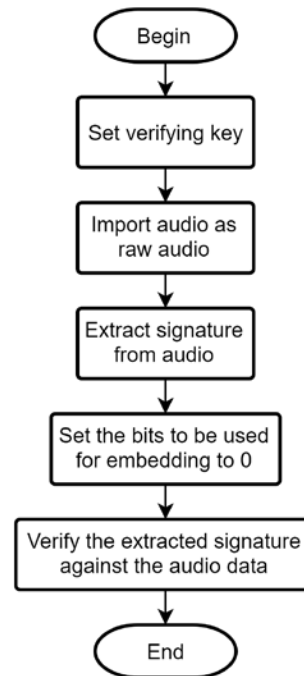 Begin
Set verifying key
Import audio as
raw audio
Extract signature
from audio
Set the bits to be used
for embedding to 0
Verify the extracted signature
against the audio data
End